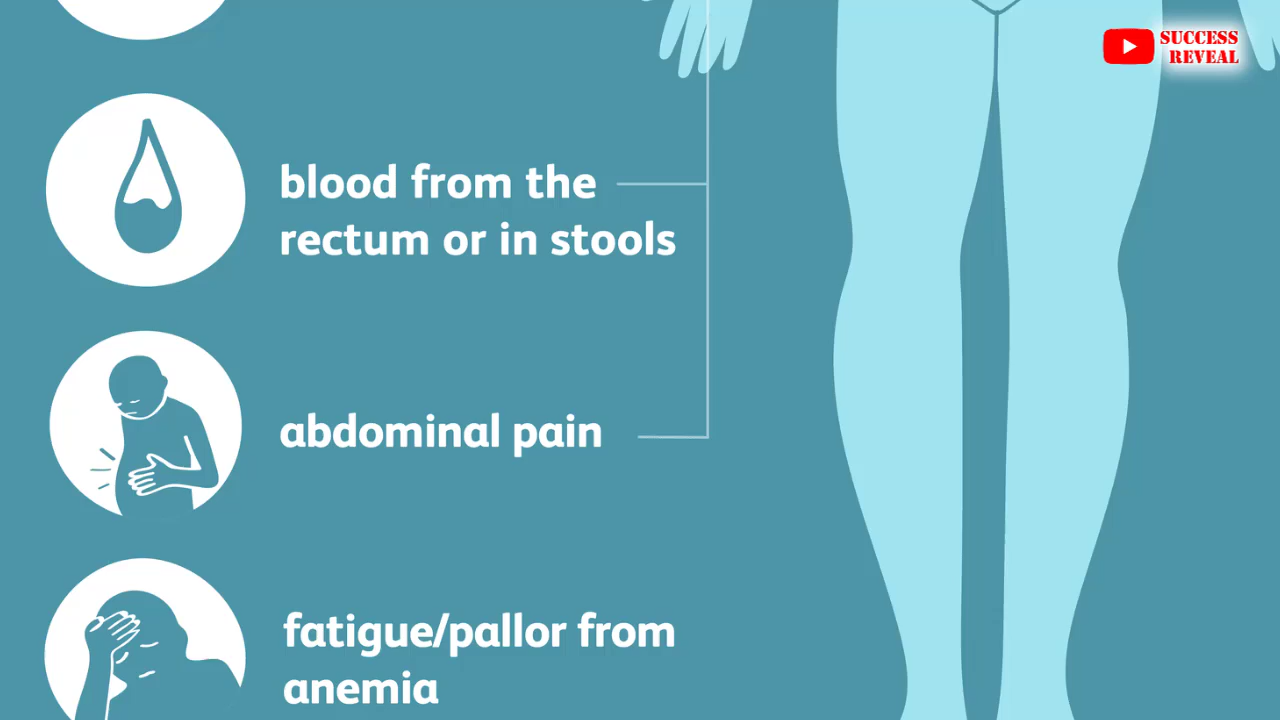 SUCCESS
REVEAL
blood from the
rectum or in stools
abdominal pain
fatigue/pallor from
anemia